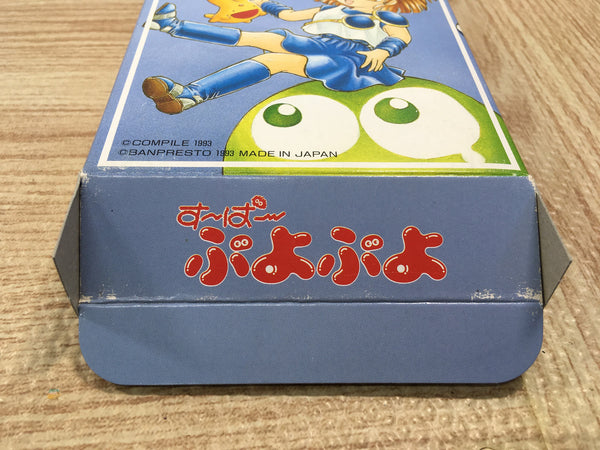 ©COMPILE 1993
©BANPRESTO 1993 MADE IN JAPAN
す〜ぱ〜
ぷよぷよ